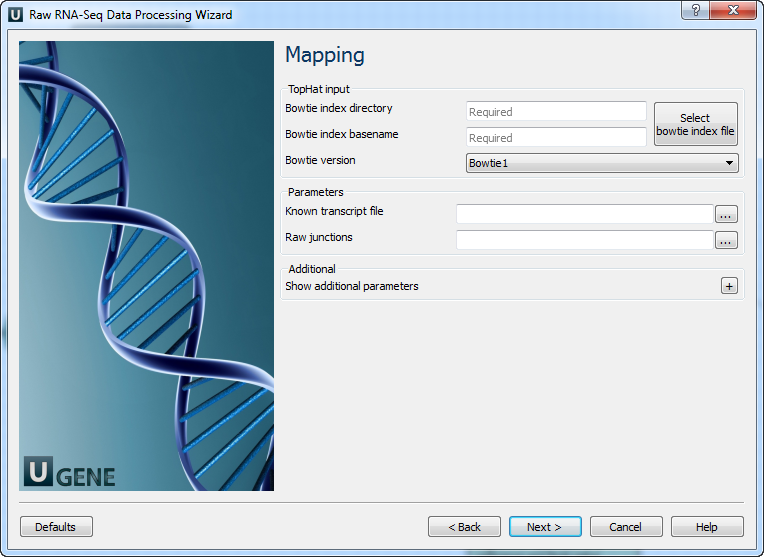 U Raw RNA-Seq Data Processing Wizard ?
Mapping
TopHat input
Bowtie index directory Required
Select
bowtie index file
Bowtie index basename Required
Bowtie version Bowtie1
Parameters
Known transcript file ...
Raw junctions ...
Additional
Show additional parameters +
U GENE
Defaults < Back Next > Cancel Help